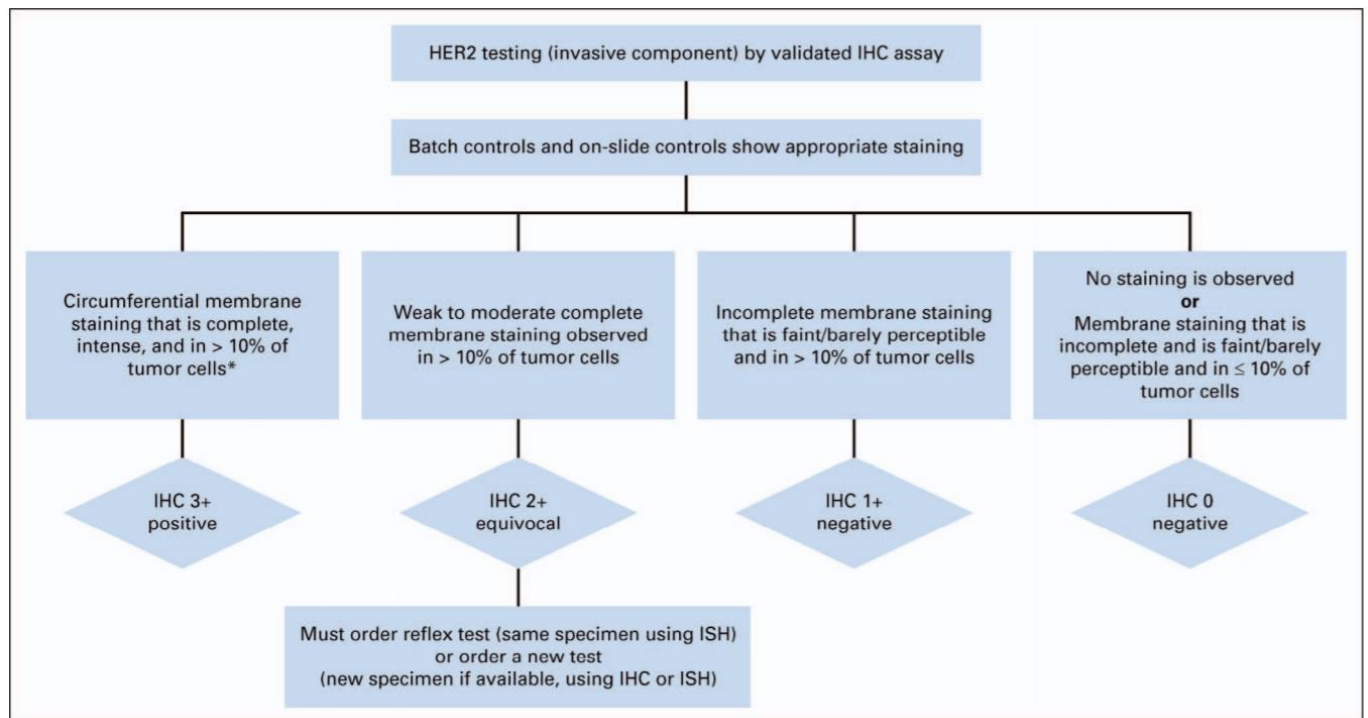 HER2 testing (invasive component) by validated IHC assay
Batch controls and on-slide controls show appropriate staining
Circumferential membrane
staining that is complete,
intense, and in > 10% of
tumor cells*
Weak to moderate complete
membrane staining observed
in > 10% of tumor cells
Incomplete membrane staining
that is faint/barely perceptible
and in > 10% of tumor cells
No staining is observed
or
Membrane staining that is
incomplete and is faint/barely
perceptible and in ≤ 10% of
tumor cells
IHC 3+
positive
IHC 2+
equivocal
IHC 1+
negative
IHC 0
negative
Must order reflex test (same specimen using ISH)
or order a new test
(new specimen if available, using IHC or ISH)